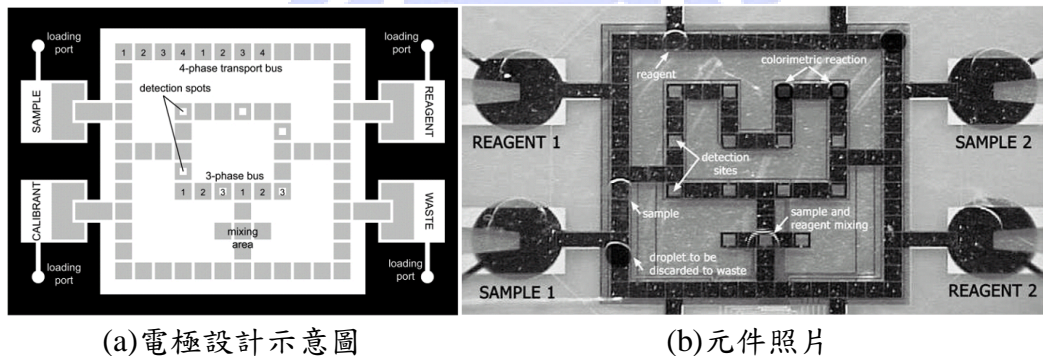 loading
port
SAMPLE
1 2 3 4 1 2 3 4
4-phase transport bus
detection spots
loading
port
REAGENT
3-phase bus
1 2 3 1 2 3
mixing
area
CALIBRANT
loading
port
WASTE
loading
port
(a)電極設計示意圖
reagent
colorimetric reaction
REAGENT 1
SAMPLE 2
detection
sites
sample
sample and
reagent mixing
droplet to be
discarded to waste
SAMPLE 1
REAGENT 2
(b)元件照片